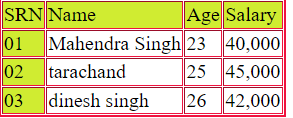 SRN Name Age Salary
01 Mahendra Singh 23 40,000
02 tarachand 25 45,000
03 dinesh singh 26 42,000